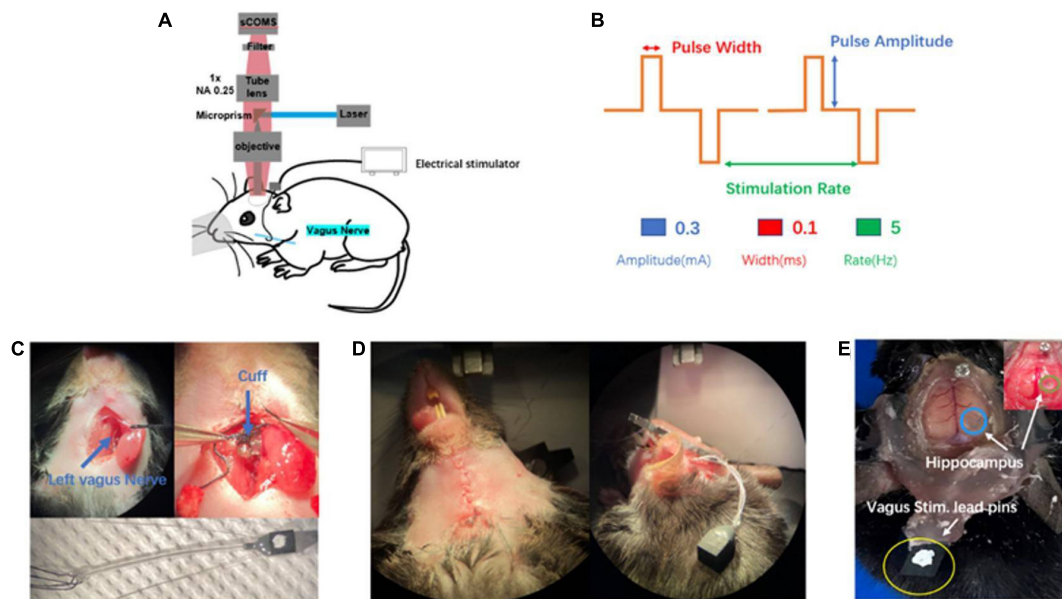 A
sCOMS
Filter
1x
NA 0.25
Tube
lens
Microprism
Laser
objective
Electrical stimulator
Vagus Nerve
B
Pulse Width
Pulse Amplitude
Stimulation Rate
0.3
0.1
5
Amplitude(mA)
Width(ms)
Rate(Hz)
C
Cuff
Left vagus Nerve
D
E
Hippocampus
Vagus Stim. lead pins